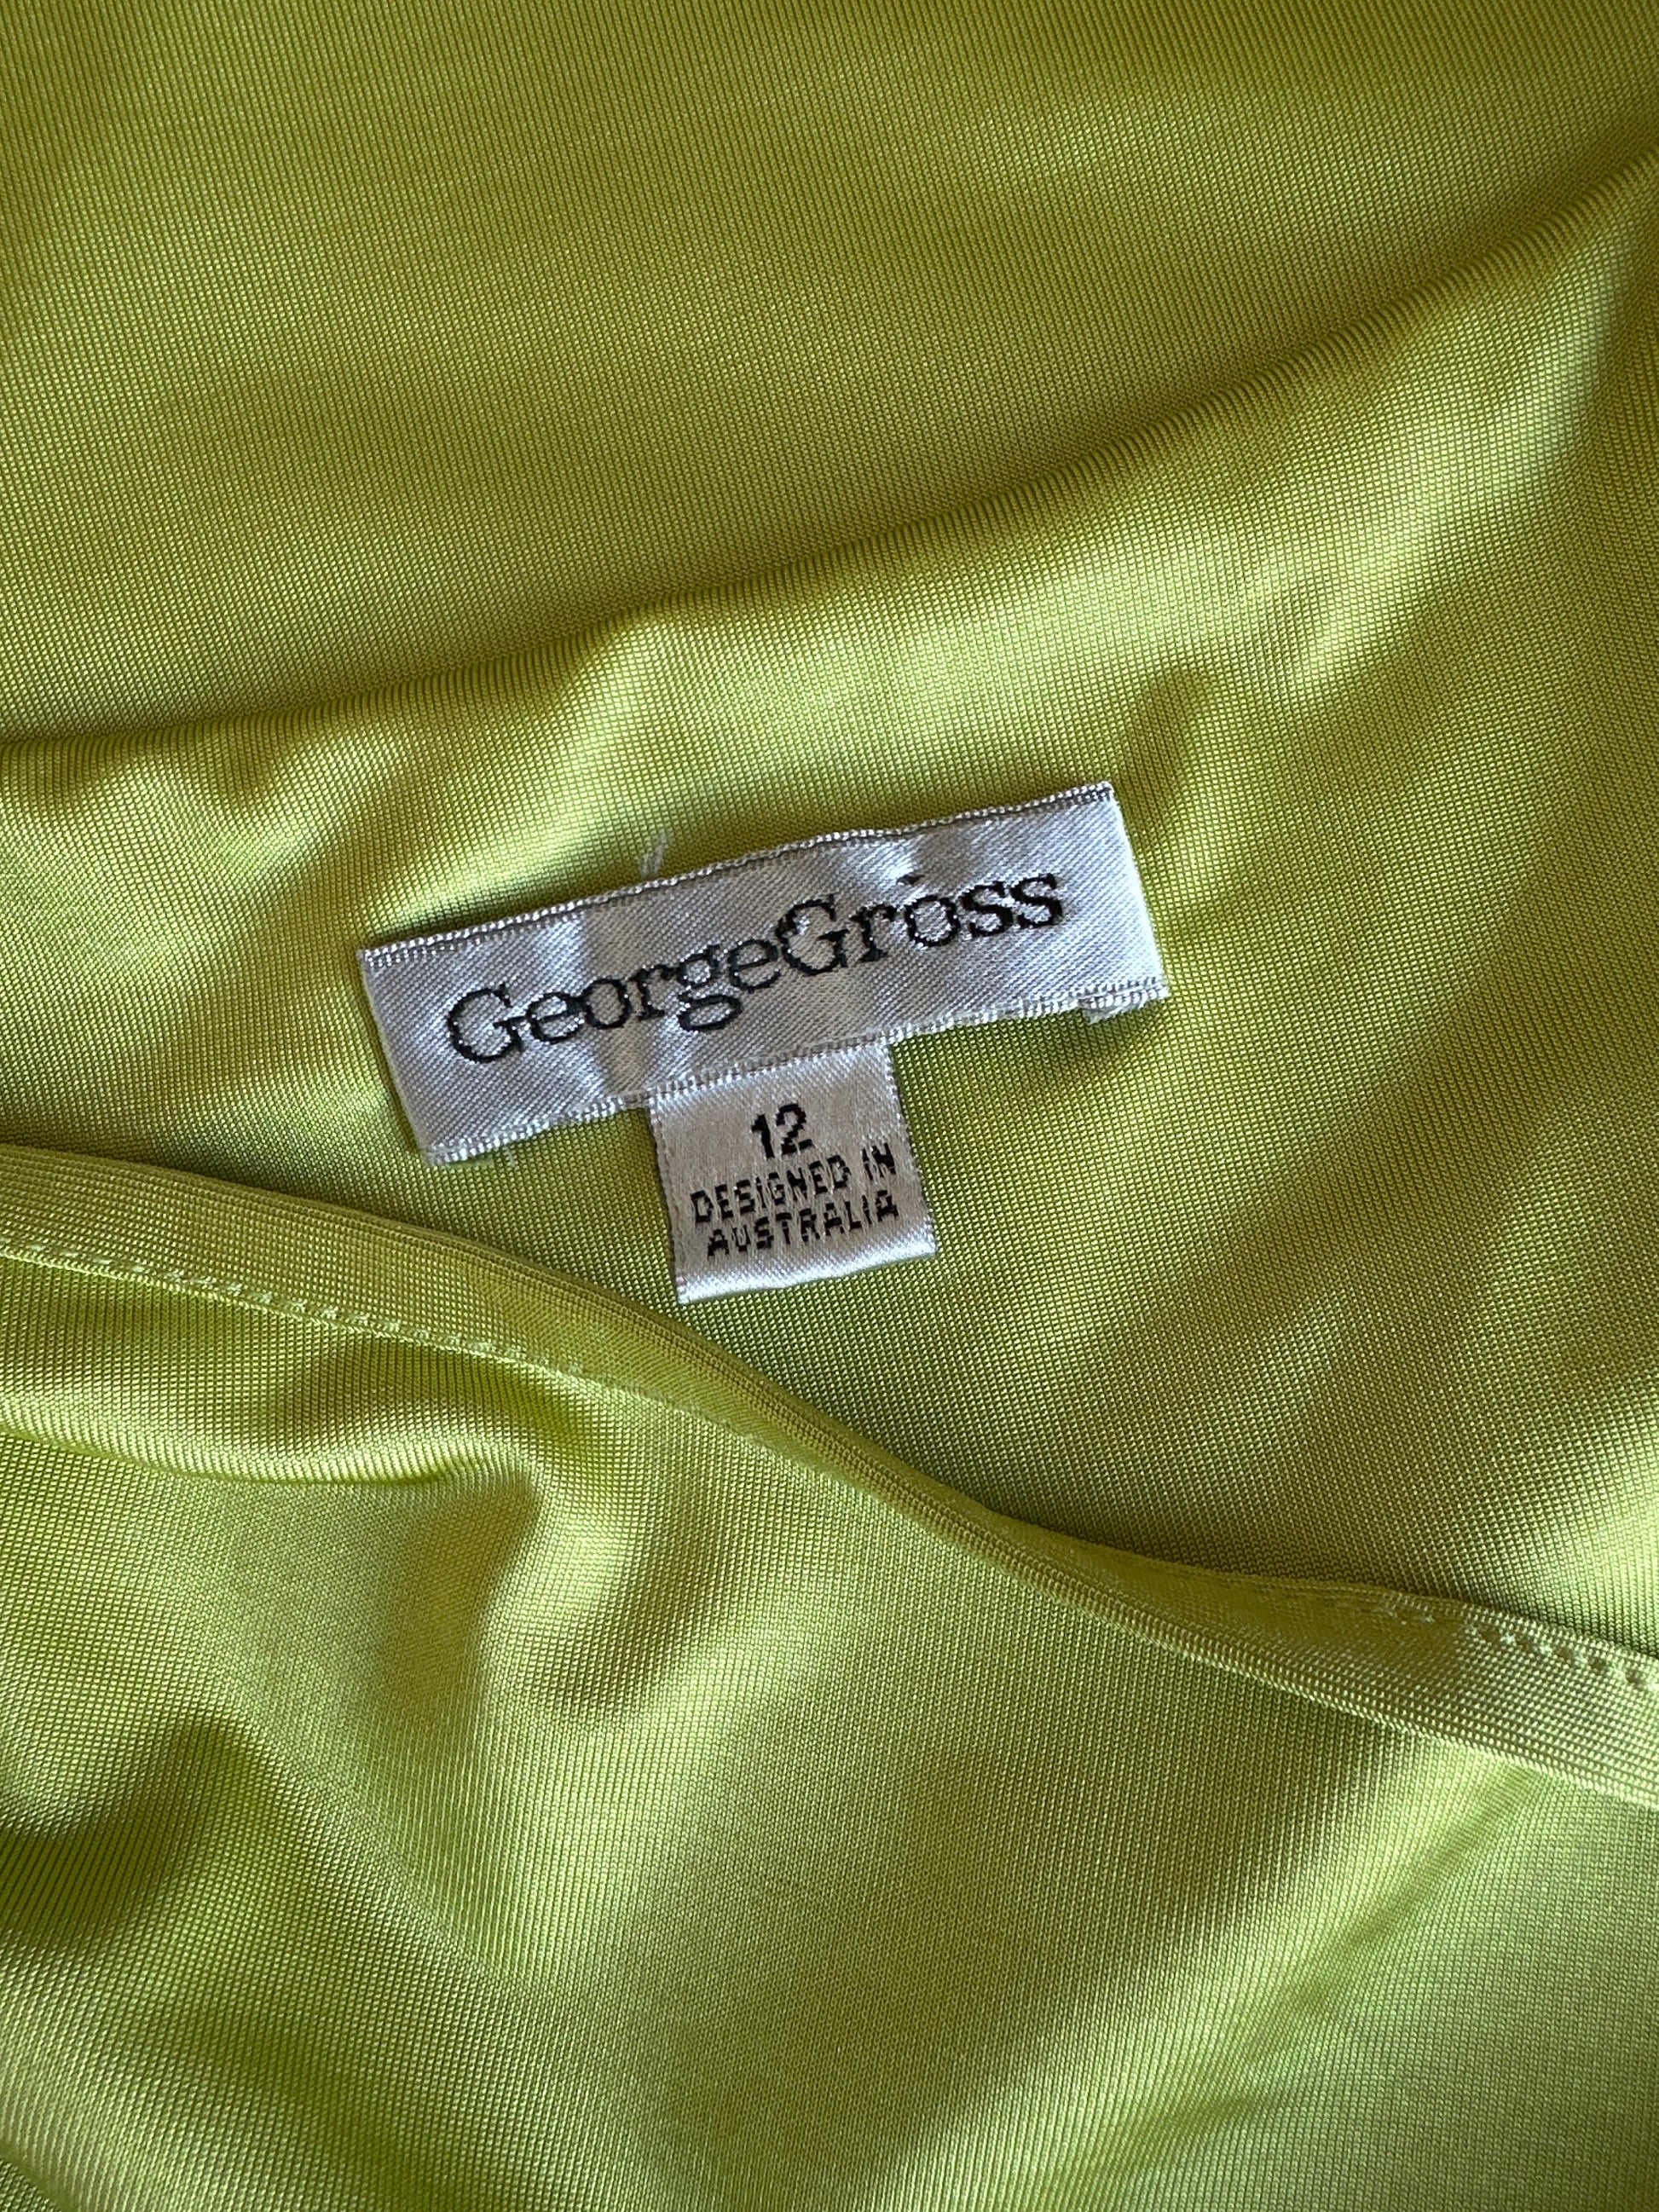 GeorgeGross
12
DESIGNED IN
AUSTRALIA